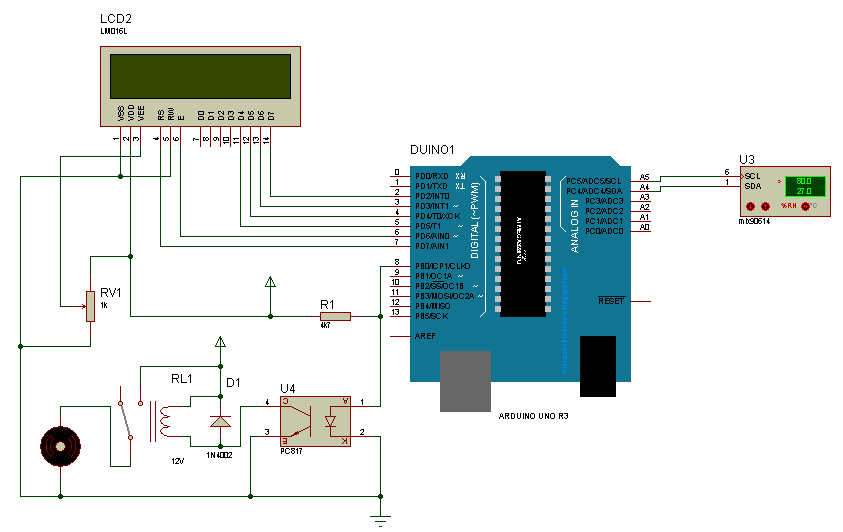 LCD2
LM016L
VSS VDD VEE RS RW E D0 D1 D2 D3 D4 D5 D6 D7
1 2 3 4 5 6 7 8 9 10 11 12 13 14
DUINO1
0 PD0/RXD RX
1 PD1/TXD TX
2 PD2/INT0
3 PD3/INT1 ~
4 PD4/T0/XCK
5 PD5/T1 ~
6 PD6/AIN0 ~
7 PD7/AIN1
8 PB0/ICP1/CLKO
9 PB1/OC1A ~
10 PB2/SS/OC1B ~
11 PB3/MOSI/OC2A ~
12 PB4/MISO
13 PB5/SCK
AREF
DIGITAL (~PWM)
ANALOG IN
PC5/ADC5/SCL A5
PC4/ADC4/SDA A4
PC3/ADC3 A3
PC2/ADC2 A2
PC1/ADC1 A1
PC0/ADC0 A0
RESET
ARDUINO UNO R3
U3
6 SCL
1 SDA
80.0
27.0
%RH °C
mlx90614
RV1
1k
R1
4k7
RL1
12V
D1
1N4002
U4
4 C A 1
3 E K 2
PC817